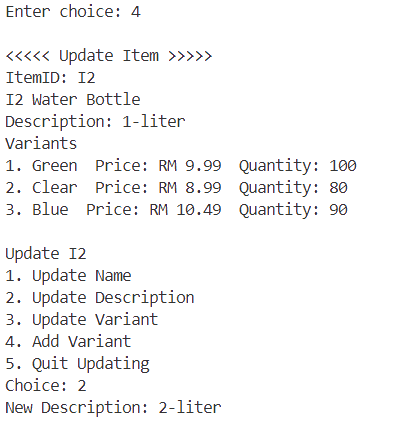 Enter choice: 4
<<<<< Update Item >>>>>
ItemID: I2
I2 Water Bottle
Description: 1-liter
Variants
1. Green  Price: RM 9.99  Quantity: 100
2. Clear  Price: RM 8.99  Quantity: 80
3. Blue  Price: RM 10.49  Quantity: 90
Update I2
1. Update Name
2. Update Description
3. Update Variant
4. Add Variant
5. Quit Updating
Choice: 2
New Description: 2-liter